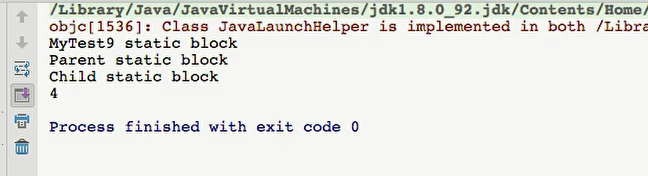 /Library/Java/JavaVirtualMachines/jdk1.8.0_92.jdk/Contents/Home/
objc[1536]: Class JavaLaunchHelper is implemented in both /Libra
MyTest9 static block
Parent static block
Child static block
4
Process finished with exit code 0